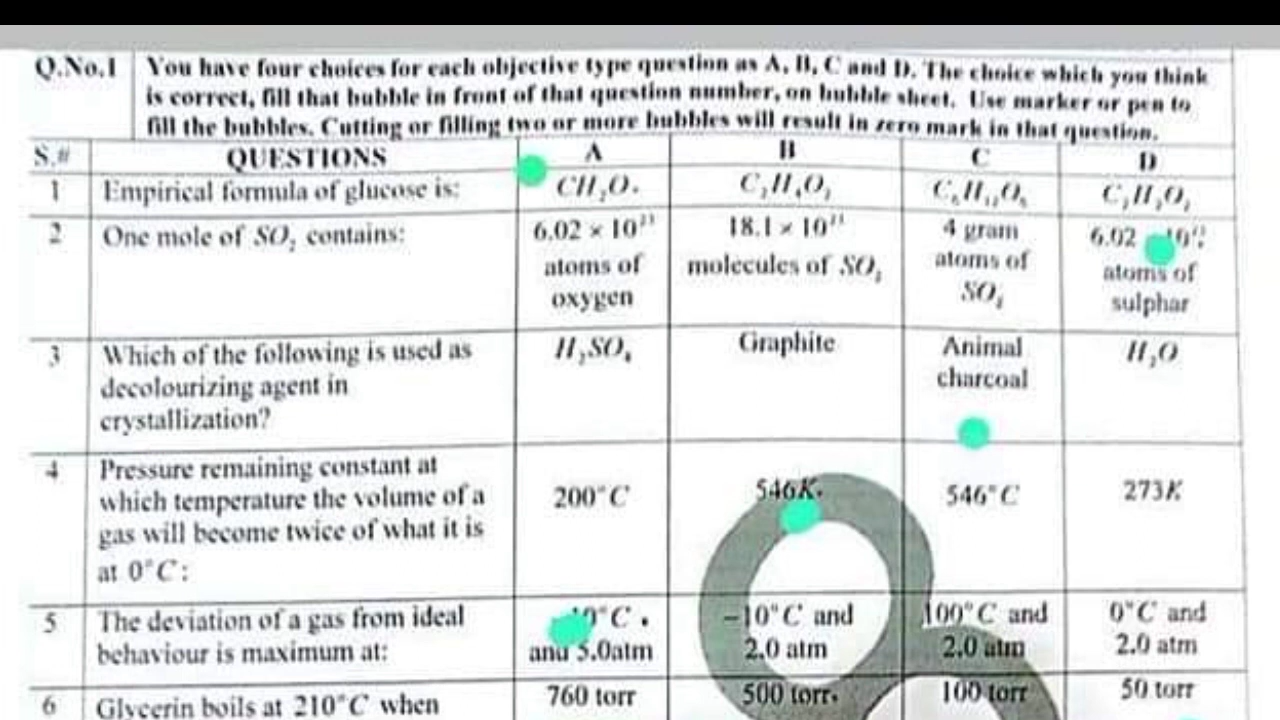 Q.No.1 You have four choices for each objective type question as A, B, C and D. The choice which you think
is correct, fill that bubble in front of that question number, on bubble sheet. Use marker or pen to
fill the bubbles. Cutting or filling two or more bubbles will result in zero mark in that question.
S.# QUESTIONS A B C D
1 Empirical formula of glucose is: CH₂O.
2 One mole of SO₂ contains: 6.02 × 10²³ 18.1 × 4 gram 6.02
atoms of molecules of SO₂ atoms of atoms of
oxygen SO₂ sulphar
3 Which of the following is used as H₂SO₄ Graphite Animal H₂O
decolourizing agent in charcoal
crystallization?
4 Pressure remaining constant at
which temperature the volume of a 200°C 546K. 546°C 273K
gas will become twice of what it is
at 0°C:
5 The deviation of a gas from ideal −10°C and 100°C and 0°C and
behaviour is maximum at: and 5.0atm 2.0 atm 2.0 atm 2.0 atm
6 Glycerin boils at 210°C when 760 torr 500 torr. 100 torr 50 torr